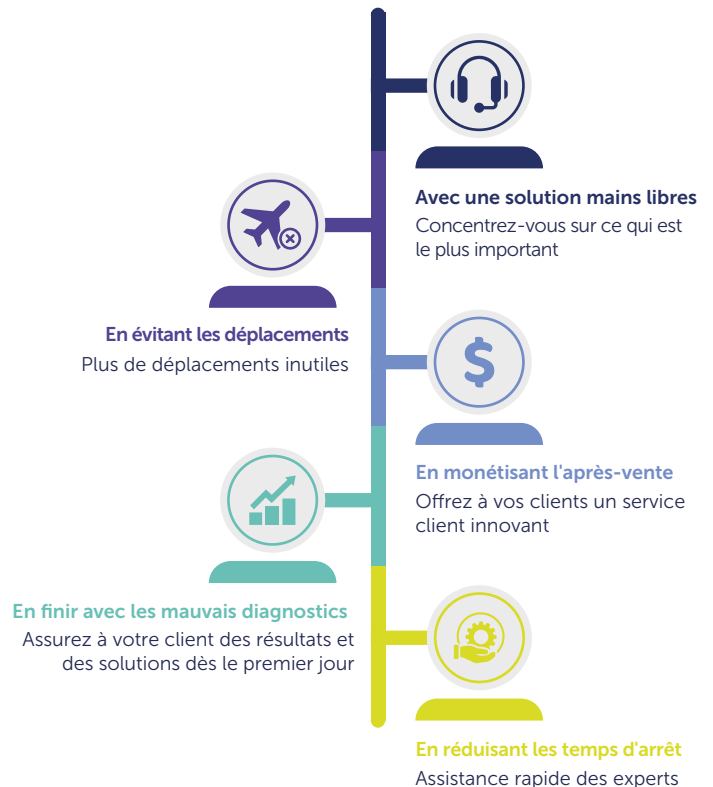 Avec une solution mains libres
Concentrez-vous sur ce qui est
le plus important
En évitant les déplacements
Plus de déplacements inutiles
$
En monétisant l'après-vente
Offrez à vos clients un service
client innovant
En finir avec les mauvais diagnostics
Assurez à votre client des résultats et
des solutions dès le premier jour
En réduisant les temps d'arrêt
Assistance rapide des experts